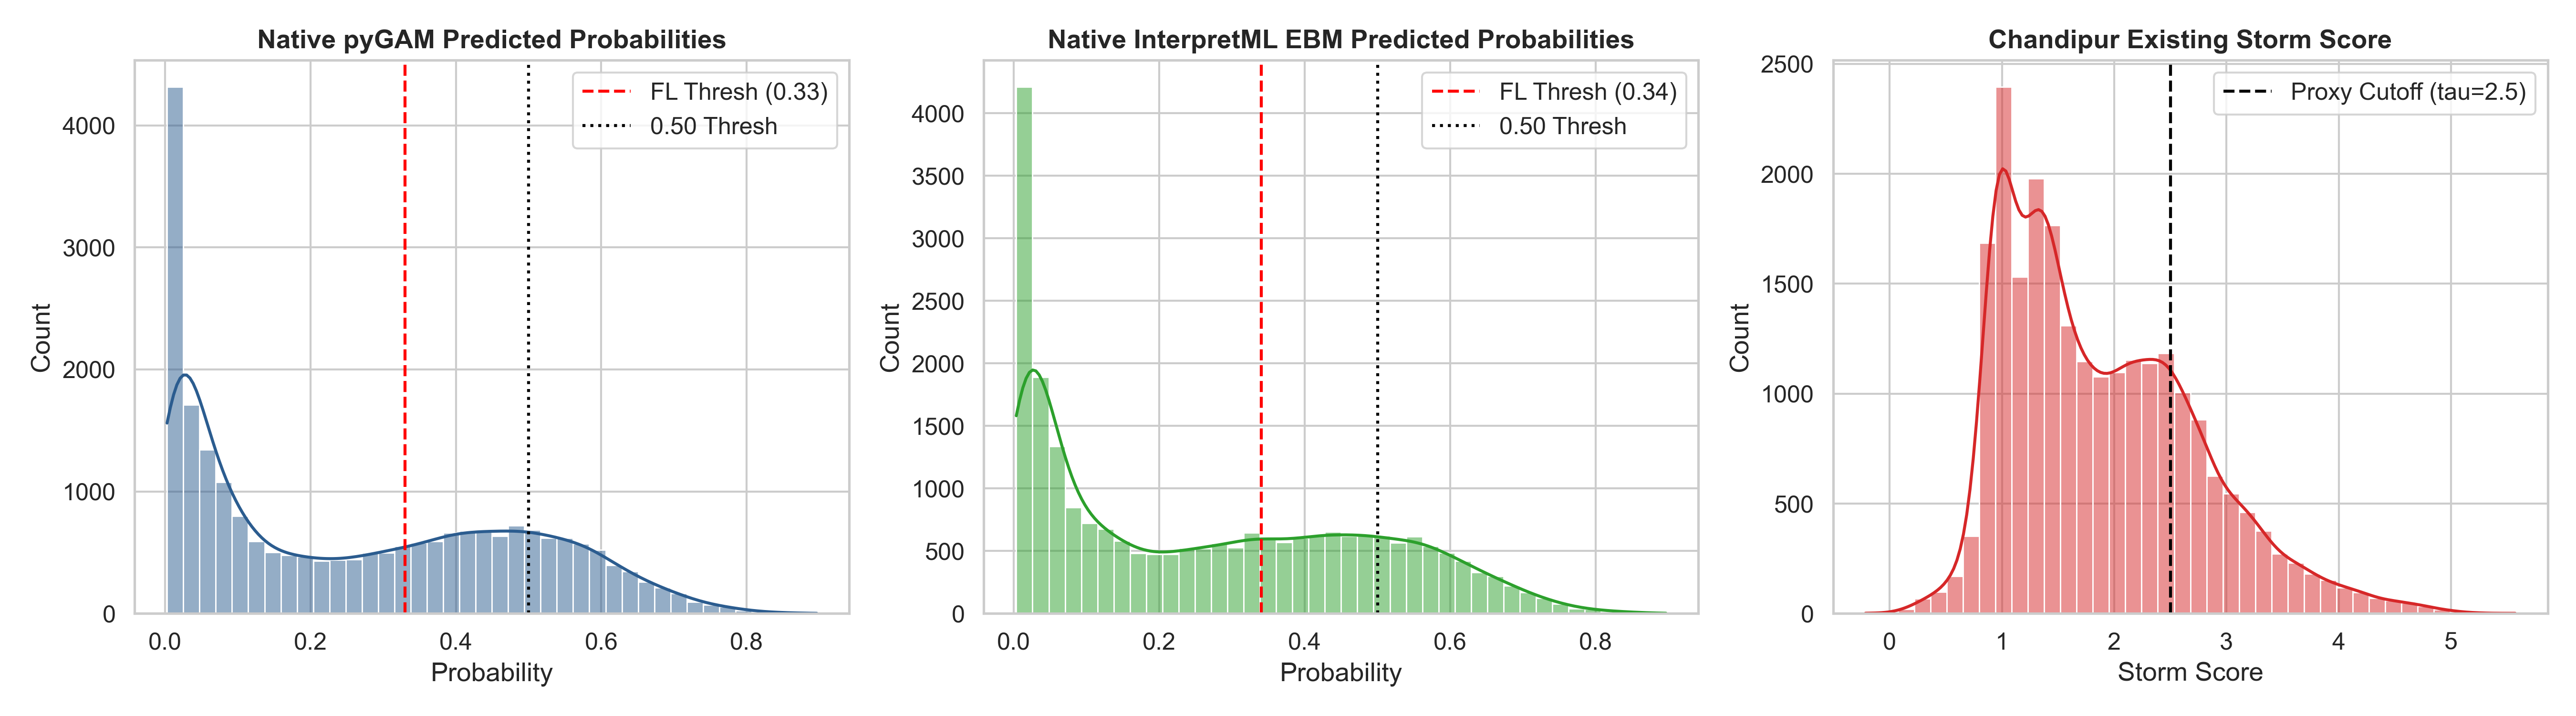 Native pyGAM Predicted Probabilities
FL Thresh (0.33)
0.50 Thresh
Count
4000
3000
2000
1000
0
0.0 0.2 0.4 0.6 0.8
Probability
Native InterpretML EBM Predicted Probabilities
FL Thresh (0.34)
0.50 Thresh
Count
4000
3500
3000
2500
2000
1500
1000
500
0
0.0 0.2 0.4 0.6 0.8
Probability
Chandipur Existing Storm Score
Proxy Cutoff (tau=2.5)
Count
2500
2000
1500
1000
500
0
0 1 2 3 4 5
Storm Score